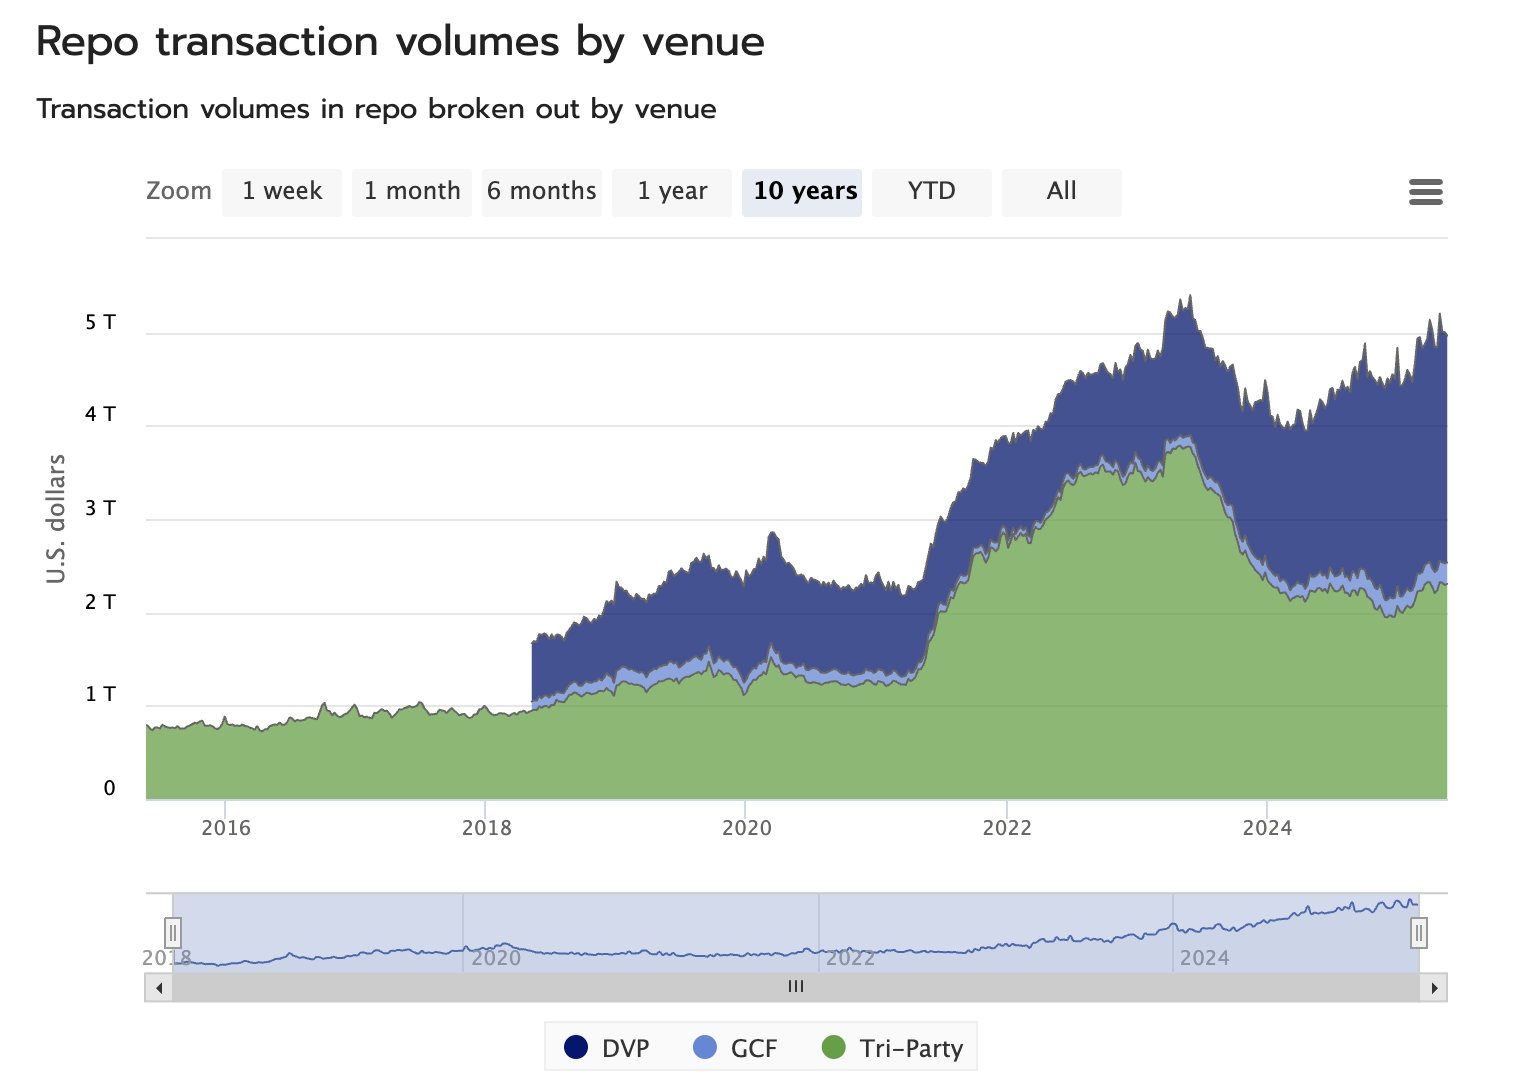 Repo transaction volumes by venue
Transaction volumes in repo broken out by venue
Zoom 1 week 1 month 6 months 1 year 10 years YTD All
U.S. dollars
5 T
4 T
3 T
2 T
1 T
0
2016 2018 2020 2022 2024
2018 2020 2022 2024
DVP GCF Tri-Party